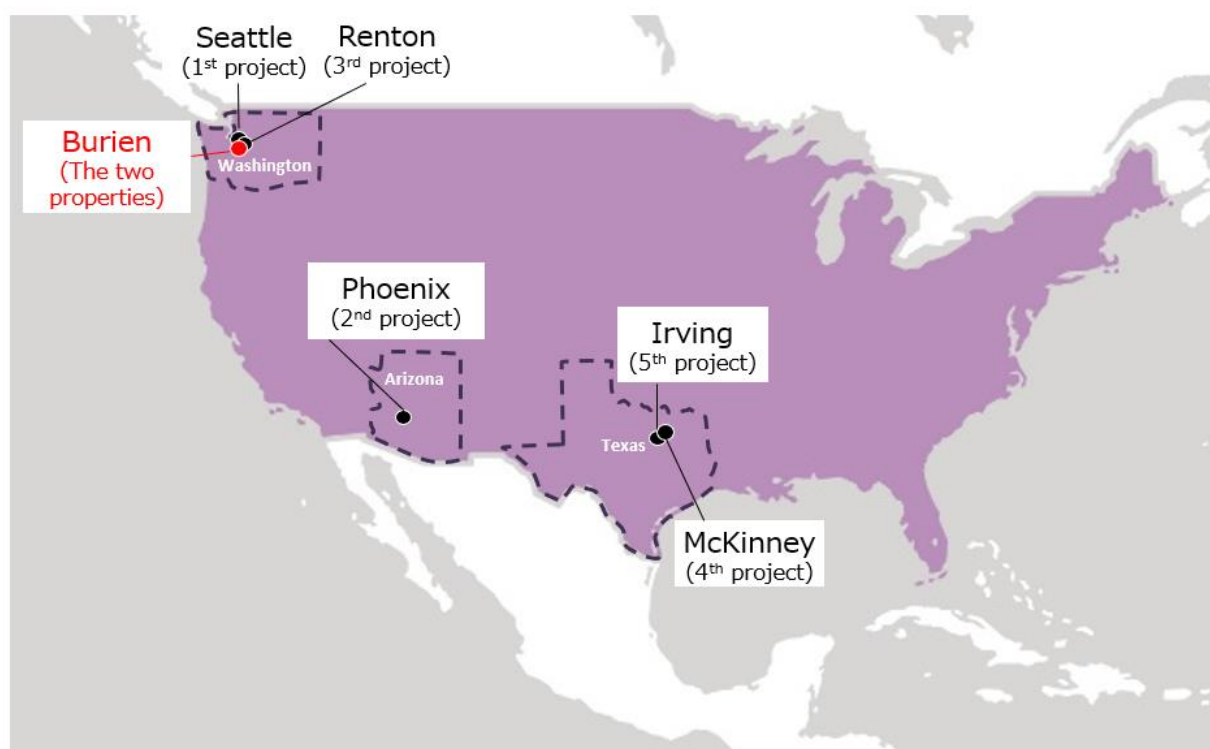 Seattle
(1st project)
Renton
(3rd project)
Burien
(The two
properties)
Washington
Phoenix
(2nd project)
Arizona
Irving
(5th project)
Texas
McKinney
(4th project)